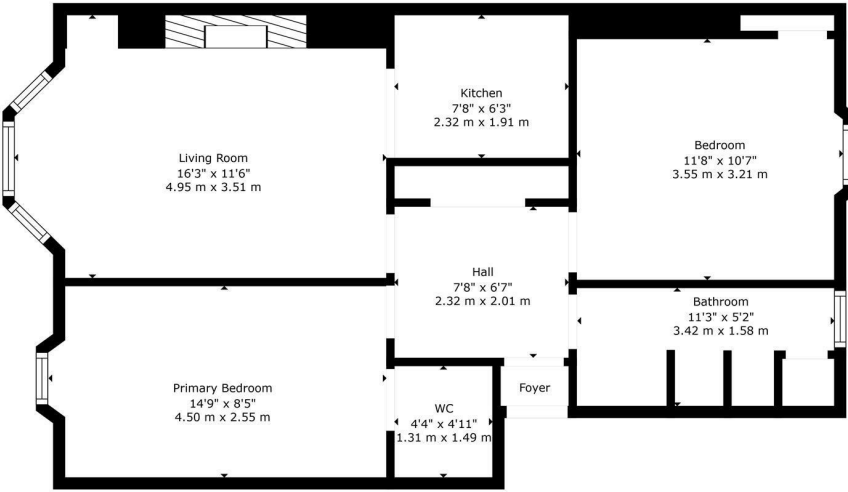 Kitchen
7'8" x 6'3"
2.32 m x 1.91 m
Living Room
16'3" x 11'6"
4.95 m x 3.51 m
Bedroom
11'8" x 10'7"
3.55 m x 3.21 m
Hall
7'8" x 6'7"
2.32 m x 2.01 m
Bathroom
11'3" x 5'2"
3.42 m x 1.58 m
Primary Bedroom
14'9" x 8'5"
4.50 m x 2.55 m
Foyer
WC
4'4" x 4'11"
1.31 m x 1.49 m